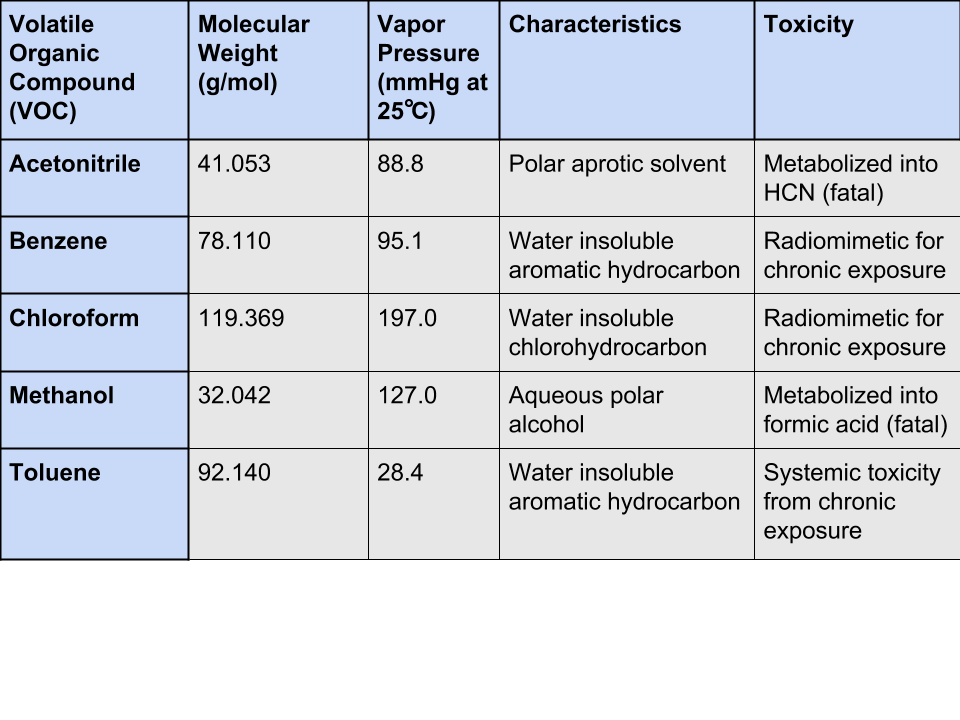 Volatile Organic Compound (VOC) Molecular Weight (g/mol) Vapor Pressure (mmHg at 25℃) Characteristics Toxicity
Acetonitrile 41.053 88.8 Polar aprotic solvent Metabolized into HCN (fatal)
Benzene 78.110 95.1 Water insoluble aromatic hydrocarbon Radiomimetic for chronic exposure
Chloroform 119.369 197.0 Water insoluble chlorohydrocarbon Radiomimetic for chronic exposure
Methanol 32.042 127.0 Aqueous polar alcohol Metabolized into formic acid (fatal)
Toluene 92.140 28.4 Water insoluble aromatic hydrocarbon Systemic toxicity from chronic exposure